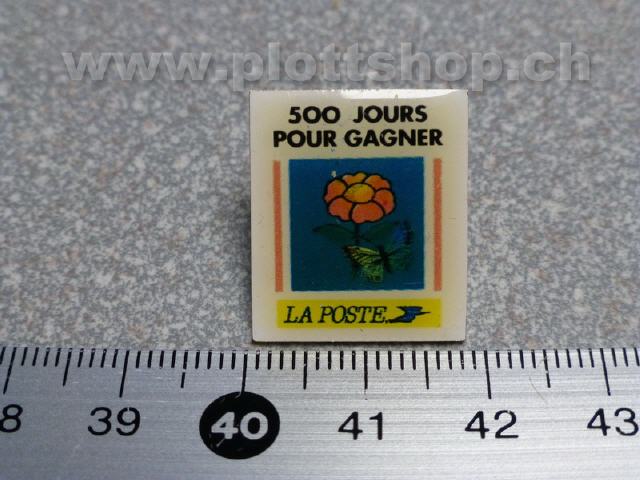 www.plottshop.ch
500 JOURS
POUR GAGNER
LA POSTE
8 39 40 41 42 43